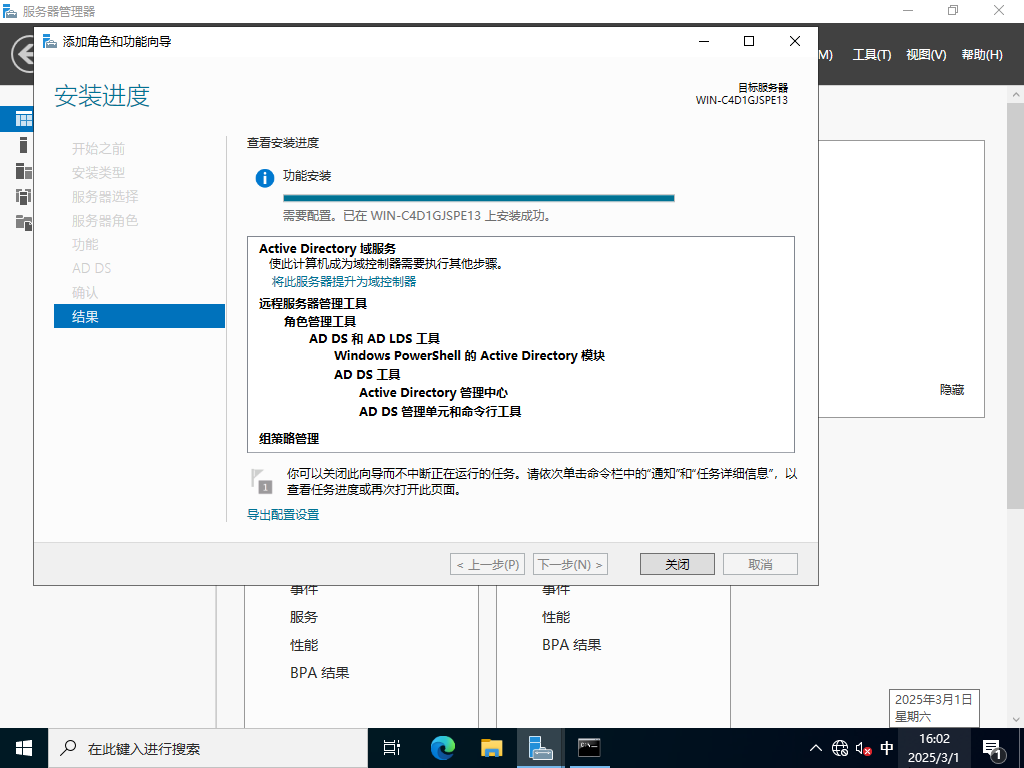 服务器管理器
添加角色和功能向导
M)
工具(T)
视图(V)
帮助(H)
安装进度
目标服务器
WIN-C4D1GJSPE13
开始之前
安装类型
服务器选择
服务器角色
功能
AD DS
确认
结果
查看安装进度
功能安装
需要配置。已在 WIN-C4D1GJSPE13 上安装成功。
Active Directory 域服务
使此计算机成为域控制器需要执行其他步骤。
将此服务器提升为域控制器
远程服务器管理工具
角色管理工具
AD DS 和 AD LDS 工具
Windows PowerShell 的 Active Directory 模块
AD DS 工具
Active Directory 管理中心
AD DS 管理单元和命令行工具
组策略管理
1
你可以关闭此向导而不中断正在运行的任务。请依次单击命令栏中的“通知”和“任务详细信息”，以
查看任务进度或再次打开此页面。
导出配置设置
< 上一步(P)
下一步(N) >
关闭
取消
隐藏
事件
服务
性能
BPA 结果
事件
性能
BPA 结果
2025年3月1日
星期六
在此键入进行搜索
中
16:02
2025/3/1
1